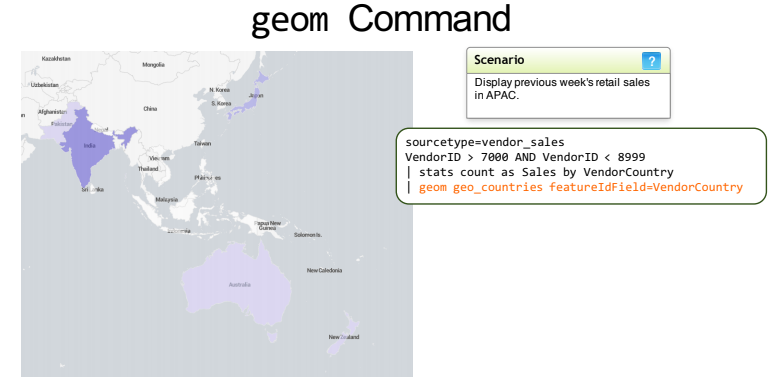 geom Command
Kazakhstan
Mongolia
Uzbekistan
N. Korea
Japan
S. Korea
China
Afghanistan
Pakistan
Nepal
India
Taiwan
Vietnam
Thailand
Philippines
Sri Lanka
Malaysia
Indonesia
Papua New
Guinea
Solomon Is.
New Caledonia
Australia
New Zealand
Scenario
?
Display previous week's retail sales
in APAC.
sourcetype=vendor_sales
VendorID > 7000 AND VendorID < 8999
| stats count as Sales by VendorCountry
| geom geo_countries featureIdField=VendorCountry